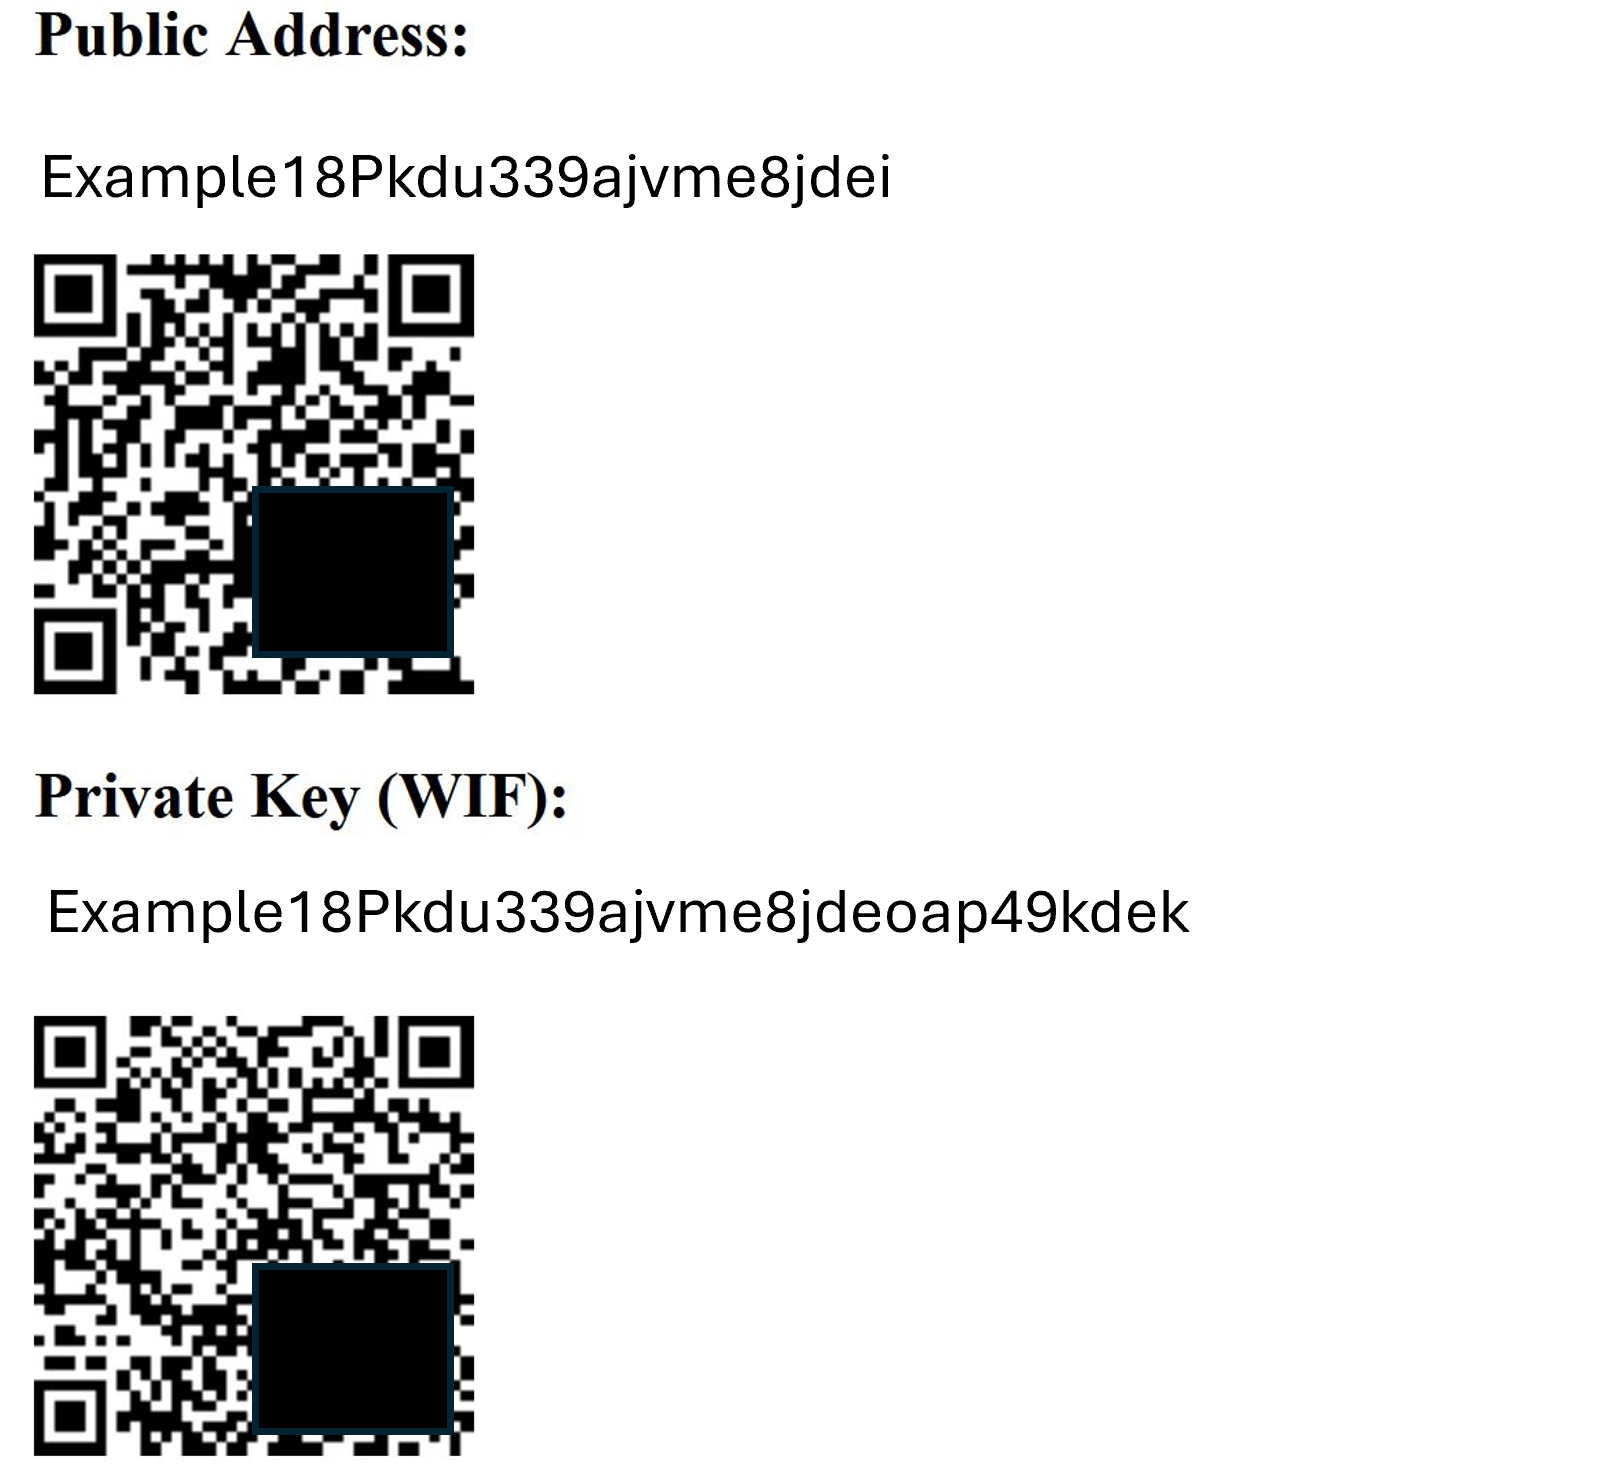 Public Address:
Example18Pkdu339ajvme8jdei
Private Key (WIF):
Example18Pkdu339ajvme8jdeoap49kdek